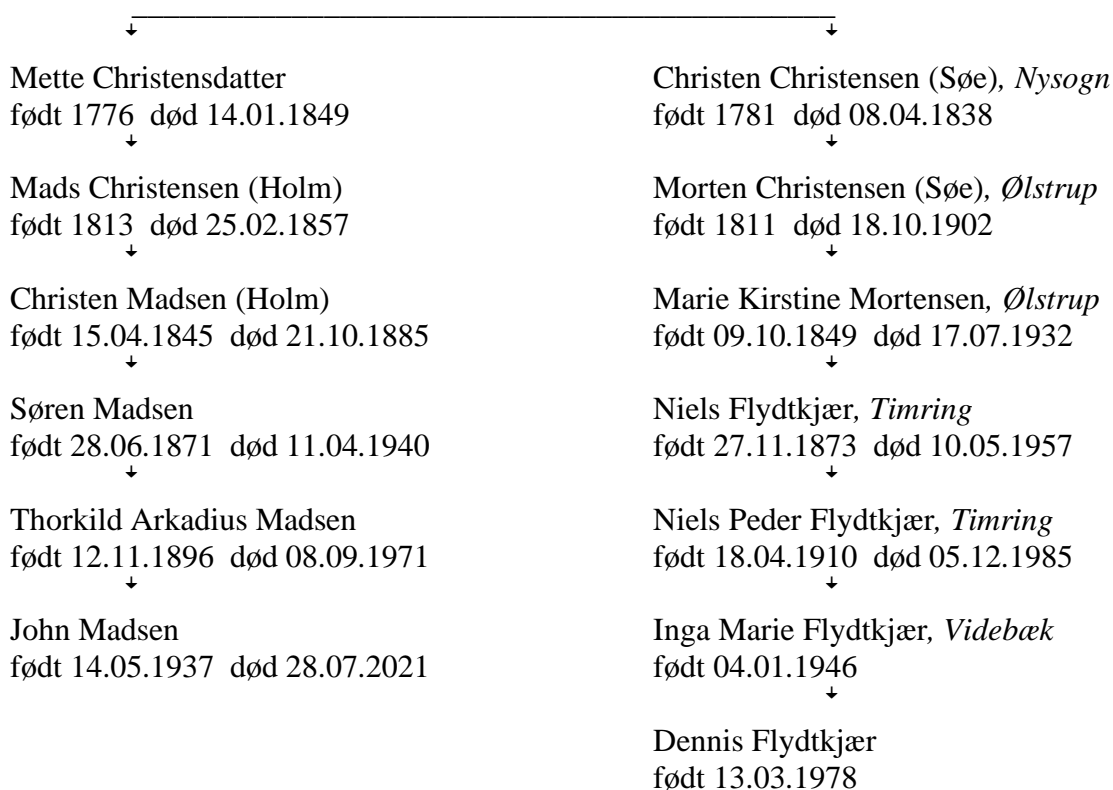 Mette Christensdatter
født 1776 død 14.01.1849
Mads Christensen (Holm)
født 1813 død 25.02.1857
Christen Madsen (Holm)
født 15.04.1845 død 21.10.1885
Søren Madsen
født 28.06.1871 død 11.04.1940
Thorkild Arkadius Madsen
født 12.11.1896 død 08.09.1971
John Madsen
født 14.05.1937 død 28.07.2021
Christen Christensen (Søe), Nysogn
født 1781 død 08.04.1838
Morten Christensen (Søe), Ølstrup
født 1811 død 18.10.1902
Marie Kirstine Mortensen, Ølstrup
født 09.10.1849 død 17.07.1932
Niels Flydtkjær, Timring
født 27.11.1873 død 10.05.1957
Niels Peder Flydtkjær, Timring
født 18.04.1910 død 05.12.1985
Inga Marie Flydtkjær, Videbæk
født 04.01.1946
Dennis Flydtkjær
født 13.03.1978